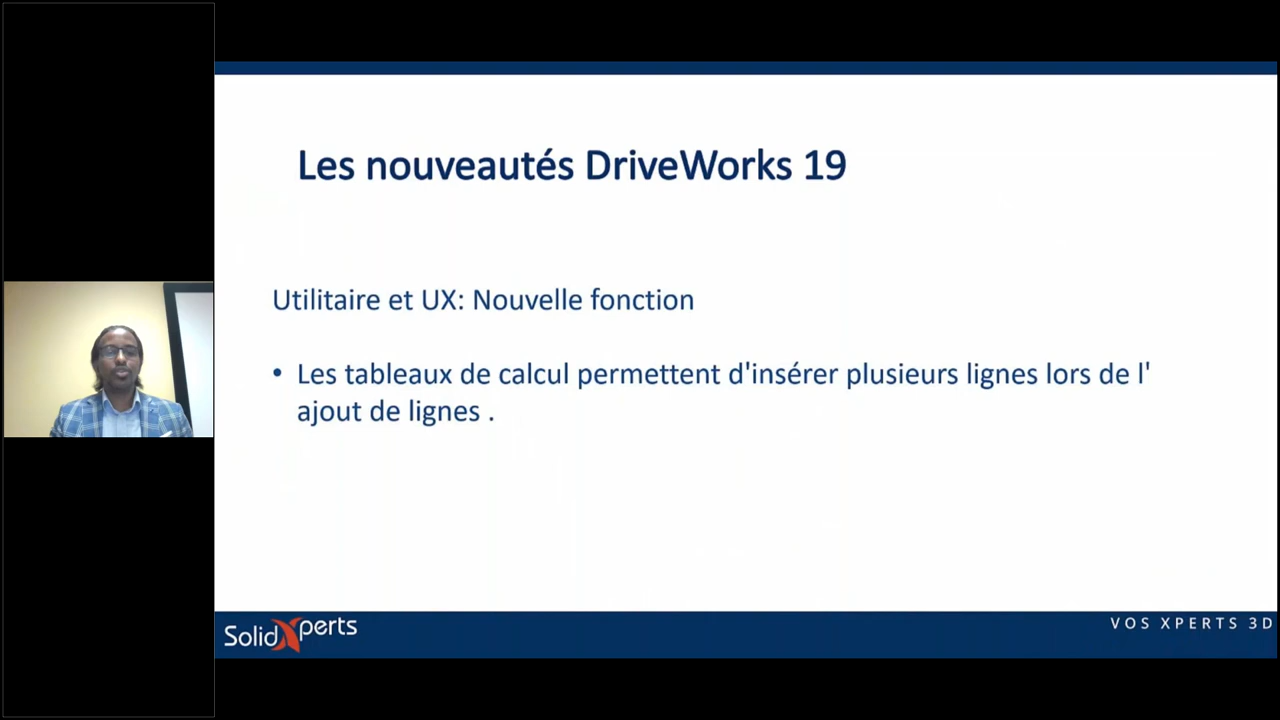 Les nouveautés DriveWorks 19
Utilitaire et UX: Nouvelle fonction
• Les tableaux de calcul permettent d'insérer plusieurs lignes lors de l'
ajout de lignes .
SolidXperts
VOS XPERTS 3D